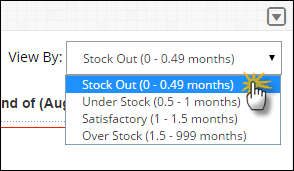 View By: Stock Out (0 - 0.49 months)
Stock Out (0 - 0.49 months)
nd of (Aug
Under Stock (0.5 - 1 months)
Satisfactory (1 - 1.5 months)
Over Stock (1.5 - 999 months)